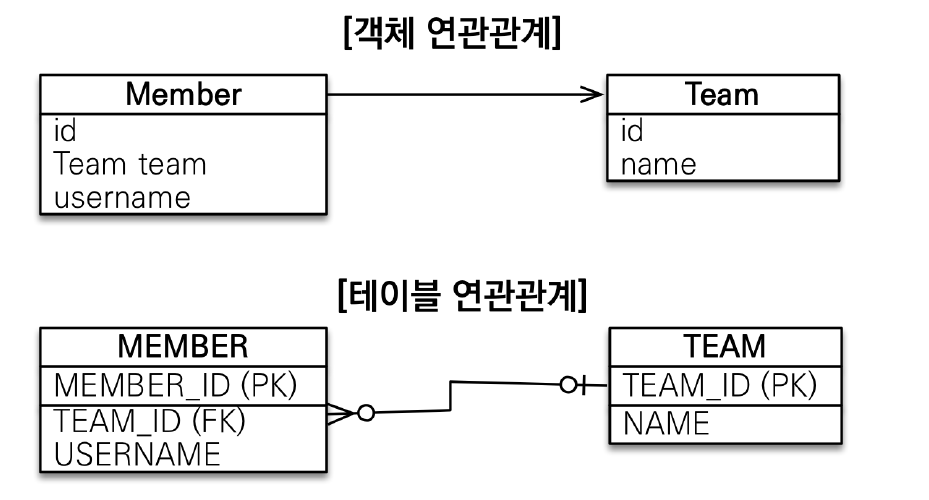 [객체 연관관계]
Member
id
Team team
username
Team
id
name
[테이블 연관관계]
MEMBER
MEMBER_ID (PK)
TEAM_ID (FK)
USERNAME
TEAM
TEAM_ID (PK)
NAME